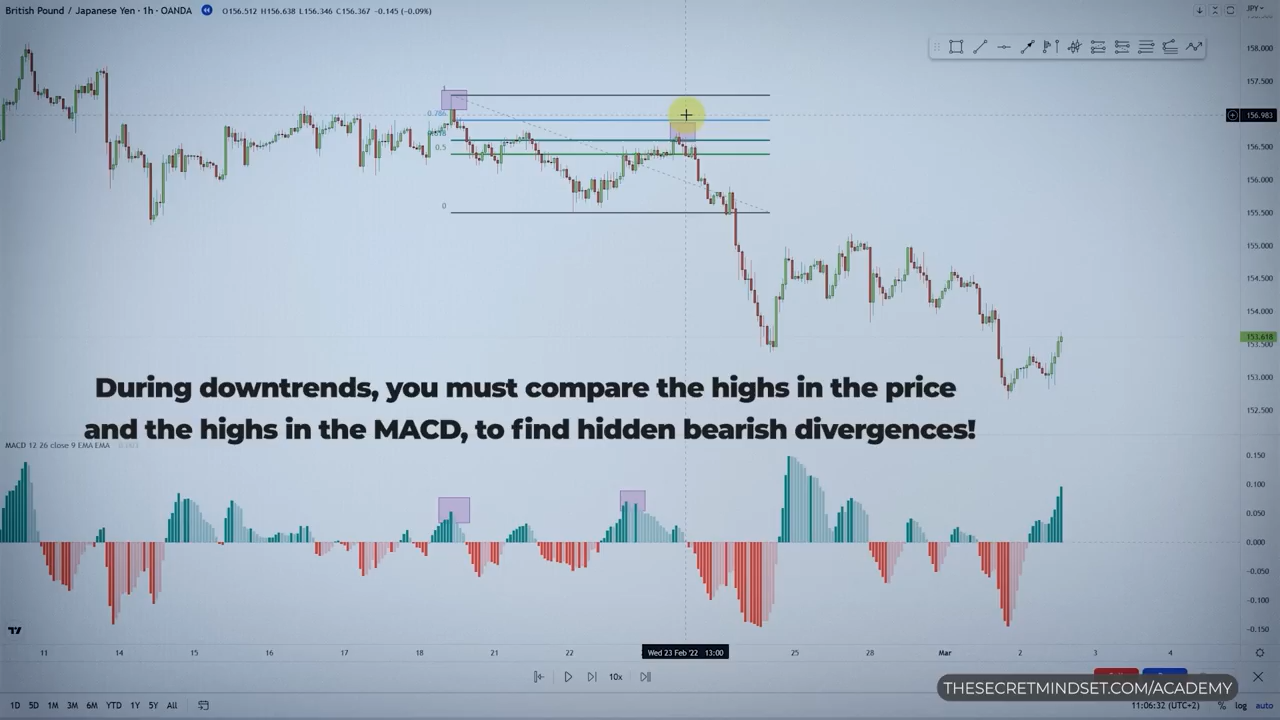 British Pound / Japanese Yen · 1h · OANDA
O156.512 H156.638 L156.346 C156.367 -0.145 (-0.09%)
JPY
158.000
157.500
156.983
156.500
156.000
155.500
155.000
154.500
154.000
153.618
153.500
153.000
152.500
0.786
0.618
0.5
0
During downtrends, you must compare the highs in the price
and the highs in the MACD, to find hidden bearish divergences!
MACD 12 26 close 9 EMA EMA
0.150
0.100
0.050
0.000
-0.050
-0.100
-0.150
11 14 15 16 17 18 21 22 Wed 23 Feb '22 13:00 25 28 Mar 2 3 4
10x
THESECRETMINDSET.COM/ACADEMY
1D 5D 1M 3M 6M YTD 1Y 5Y All
11:06:32 (UTC+2) % log auto